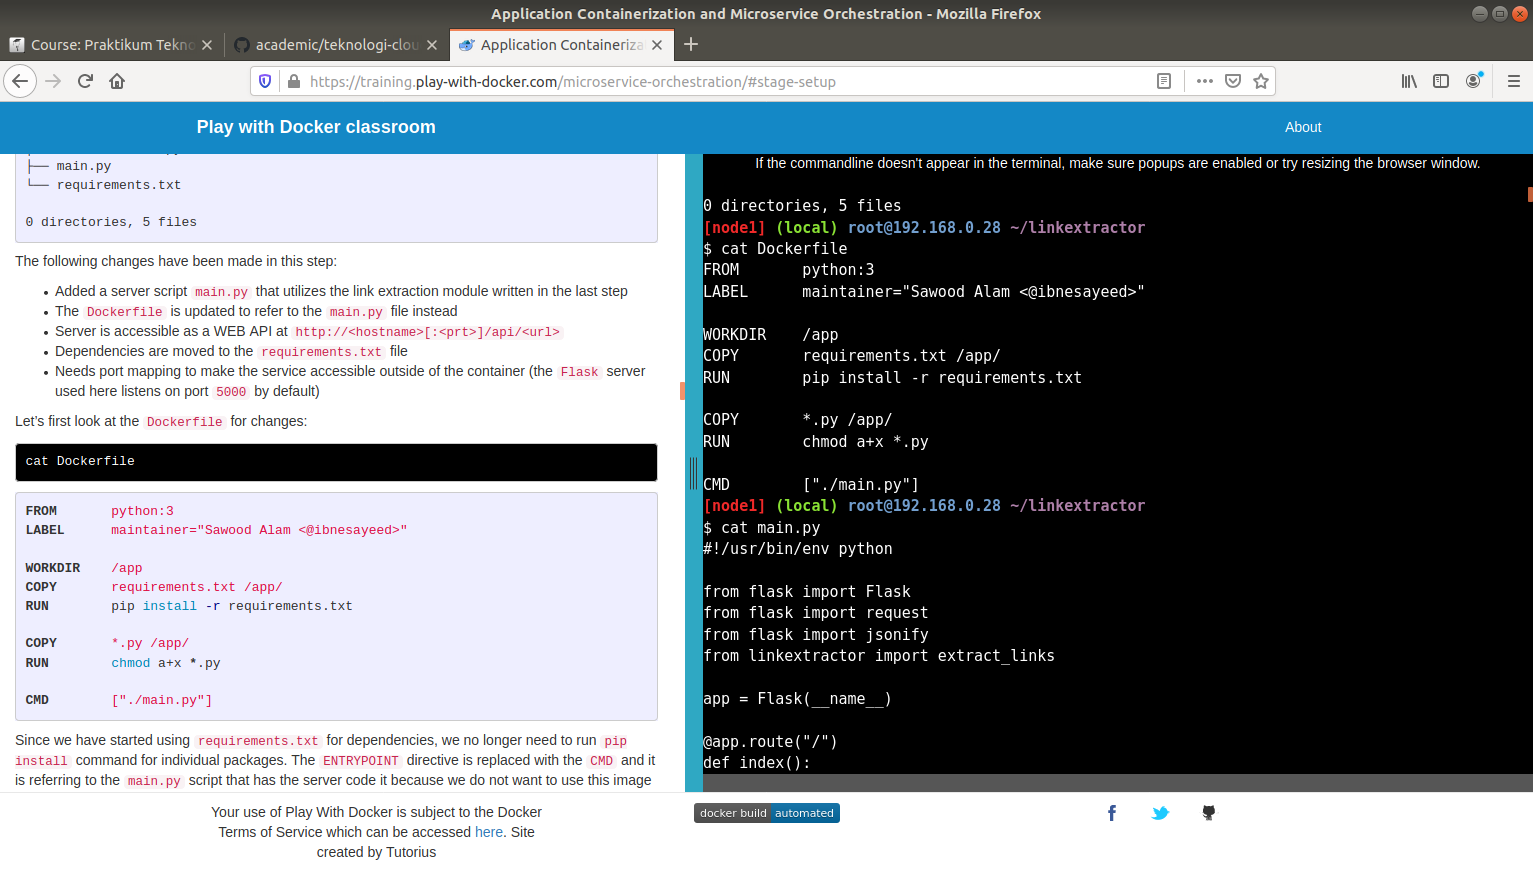 Application Containerization and Microservice Orchestration - Mozilla Firefox
Course: Praktikum Tekno
academic/teknologi-clou
Application Containeriza
https://training.play-with-docker.com/microservice-orchestration/#stage-setup
Play with Docker classroom
About
├── main.py
└── requirements.txt
0 directories, 5 files
The following changes have been made in this step:
• Added a server script main.py that utilizes the link extraction module written in the last step
• The Dockerfile is updated to refer to the main.py file instead
• Server is accessible as a WEB API at http://<hostname>[:<prt>]/api/<url>
• Dependencies are moved to the requirements.txt file
• Needs port mapping to make the service accessible outside of the container (the Flask server
used here listens on port 5000 by default)
Let's first look at the Dockerfile for changes:
cat Dockerfile
FROM python:3
LABEL maintainer="Sawood Alam <@ibnesayeed>"
WORKDIR /app
COPY requirements.txt /app/
RUN pip install -r requirements.txt
COPY *.py /app/
RUN chmod a+x *.py
CMD ["./main.py"]
Since we have started using requirements.txt for dependencies, we no longer need to run pip
install command for individual packages. The ENTRYPOINT directive is replaced with the CMD and it
is referring to the main.py script that has the server code it because we do not want to use this image
If the commandline doesn't appear in the terminal, make sure popups are enabled or try resizing the browser window.
0 directories, 5 files
[node1] (local) root@192.168.0.28 ~/linkextractor
$ cat Dockerfile
FROM python:3
LABEL maintainer="Sawood Alam <@ibnesayeed>"
WORKDIR /app
COPY requirements.txt /app/
RUN pip install -r requirements.txt
COPY *.py /app/
RUN chmod a+x *.py
CMD ["./main.py"]
[node1] (local) root@192.168.0.28 ~/linkextractor
$ cat main.py
#!/usr/bin/env python
from flask import Flask
from flask import request
from flask import jsonify
from linkextractor import extract_links
app = Flask(__name__)
@app.route("/")
def index():
Your use of Play With Docker is subject to the Docker
Terms of Service which can be accessed here. Site
created by Tutorius
docker build automated